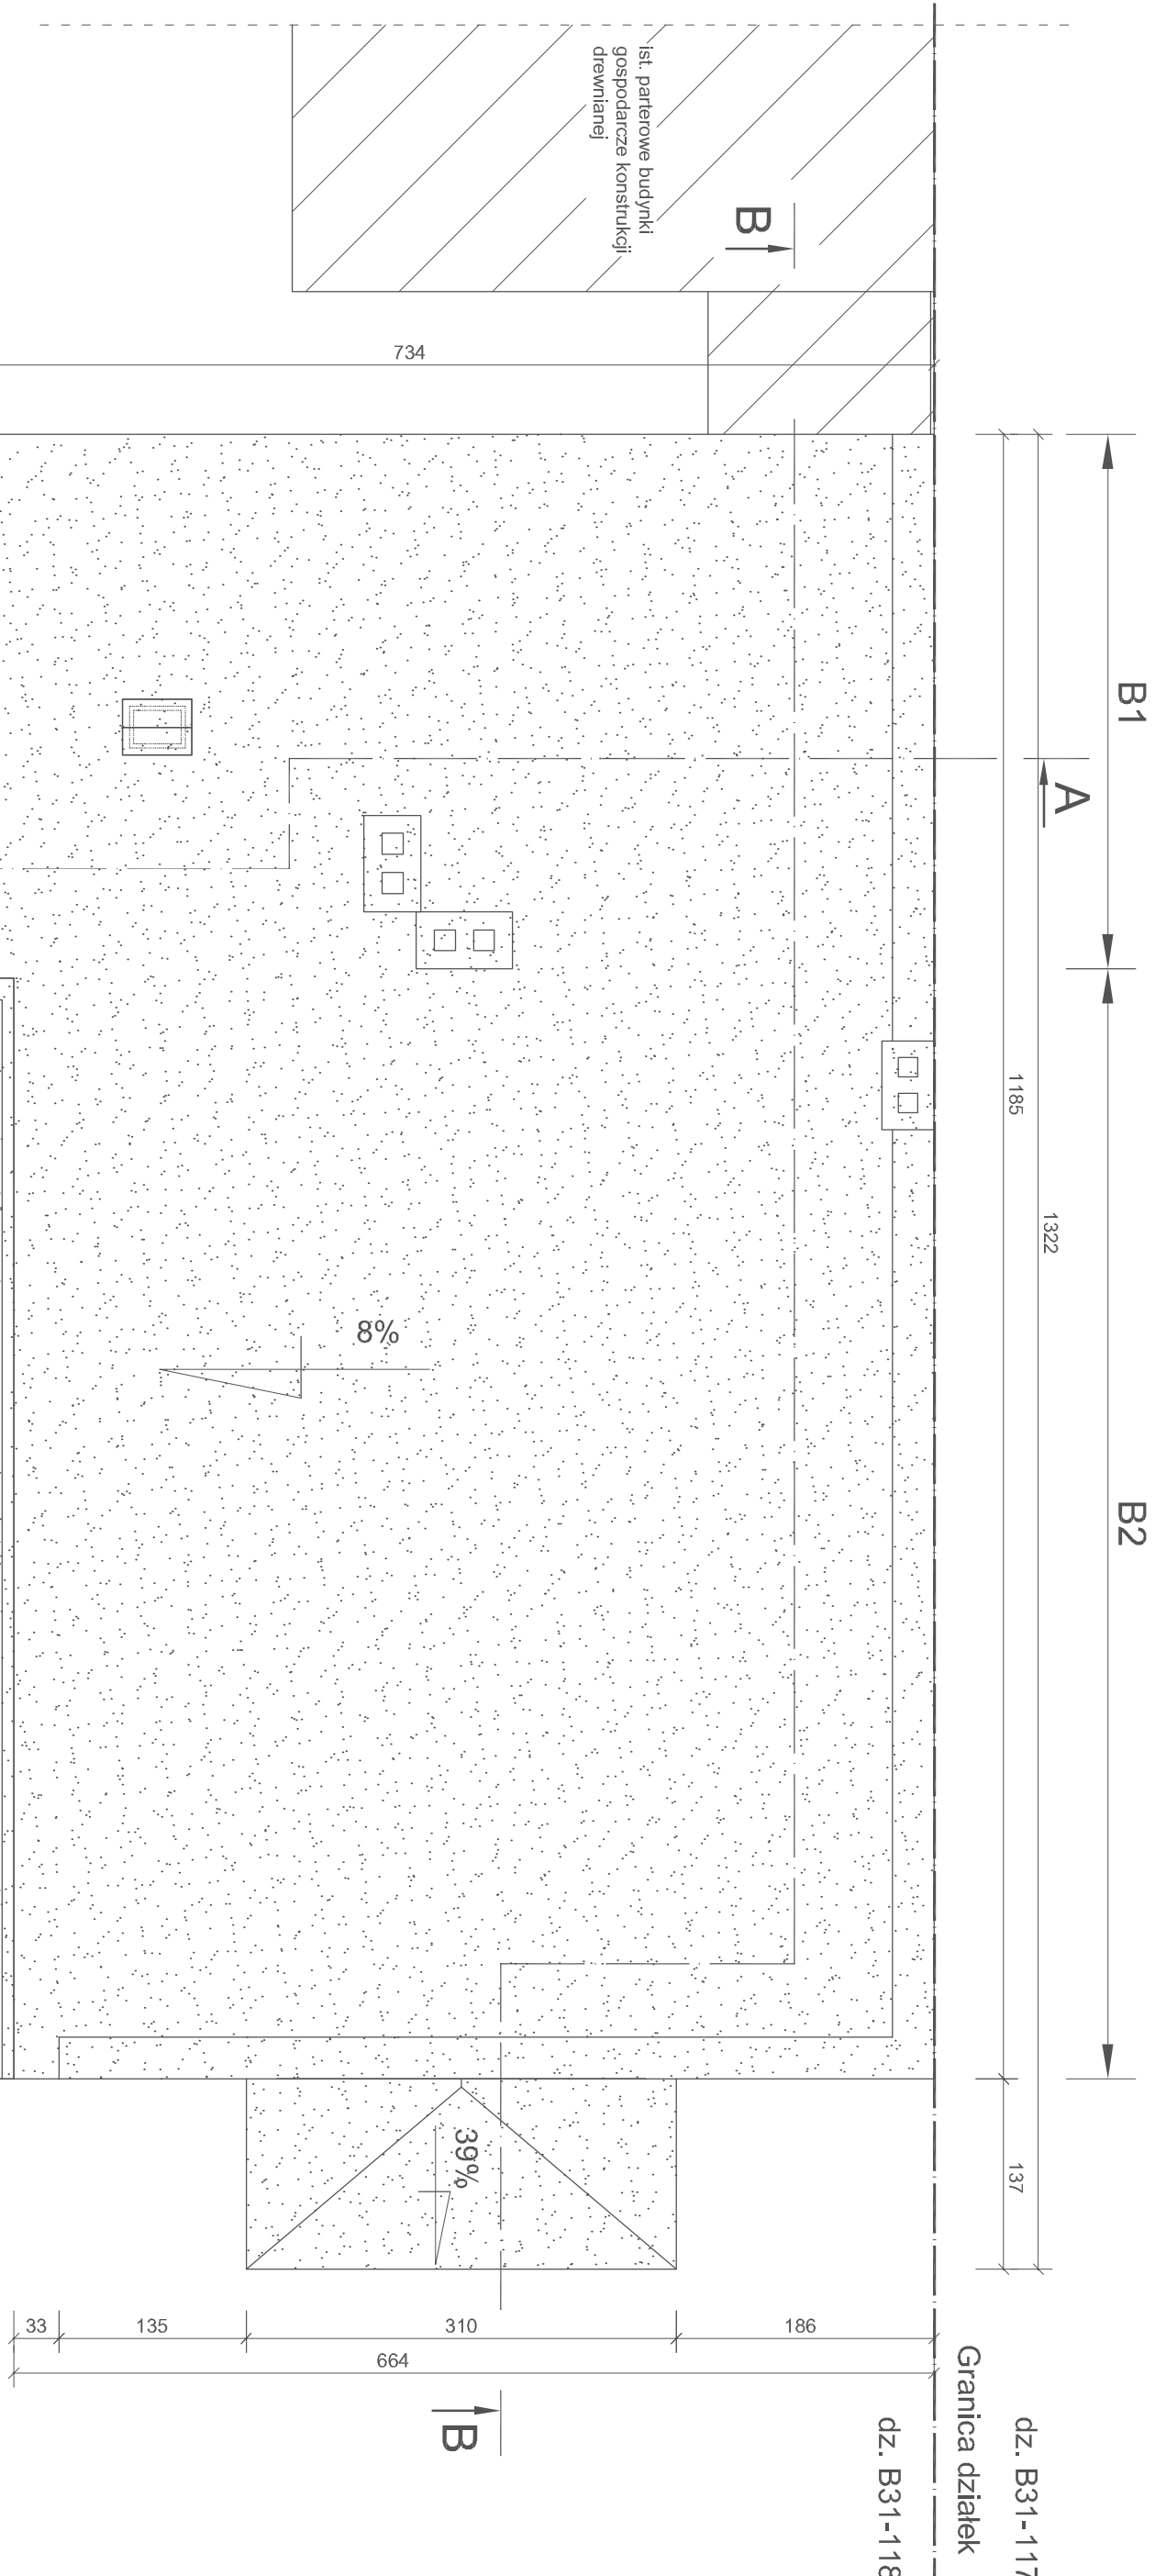 ist. parterowe budynki
gospodarcze konstrukcji
drewnianej
B
734
B1
A
1185
1322
B2
8%
39%
137
33
135
310
186
664
B
Granica działek
dz. B31-117
dz. B31-118